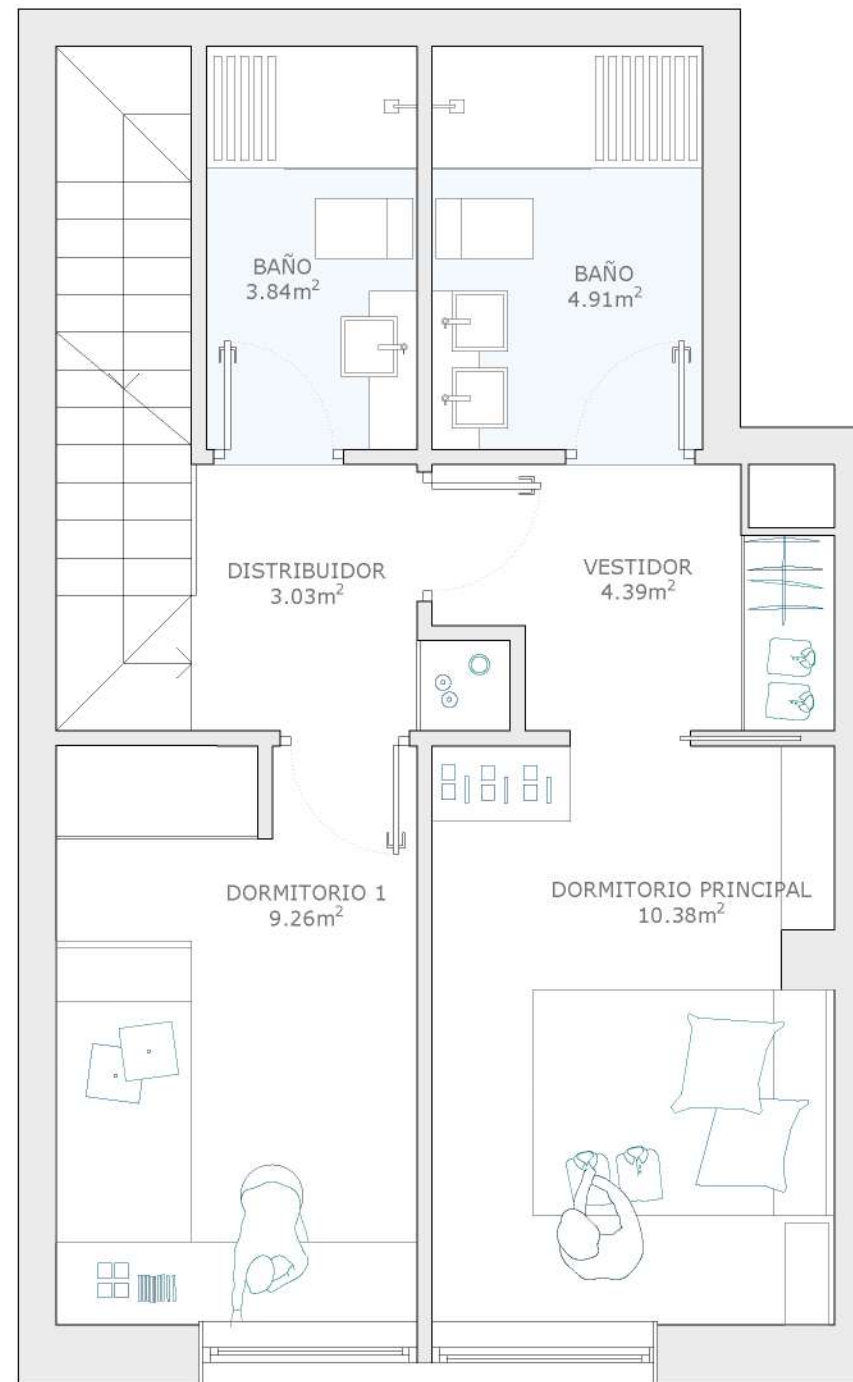 BAÑO
3.84m²
BAÑO
4.91m²
DISTRIBUIDOR
3.03m²
VESTIDOR
4.39m²
DORMITORIO 1
9.26m²
DORMITORIO PRINCIPAL
10.38m²